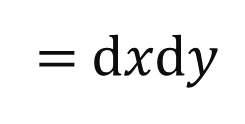 = dxdy